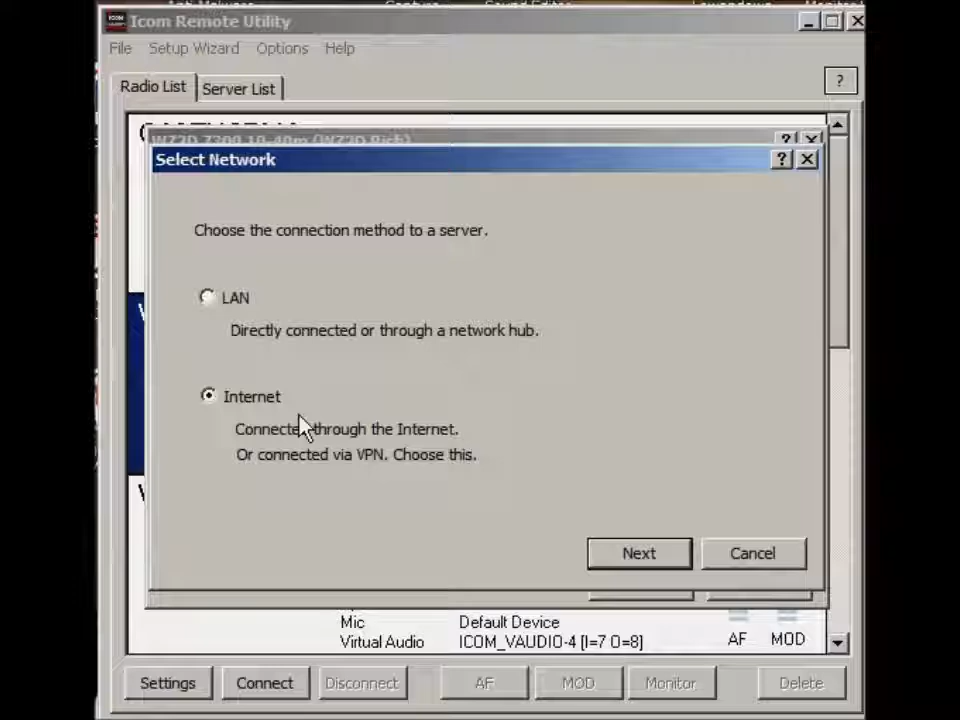 Icom Remote Utility
File Setup Wizard Options Help
Radio List Server List ?
Select Network ?
Choose the connection method to a server.
LAN
Directly connected or through a network hub.
Internet
Connected through the Internet.
Or connected via VPN. Choose this.
Next Cancel
Mic Default Device
Virtual Audio ICOM_VAUDIO-4 [I=7 O=8] AF MOD
Settings Connect Disconnect AF MOD Monitor Delete